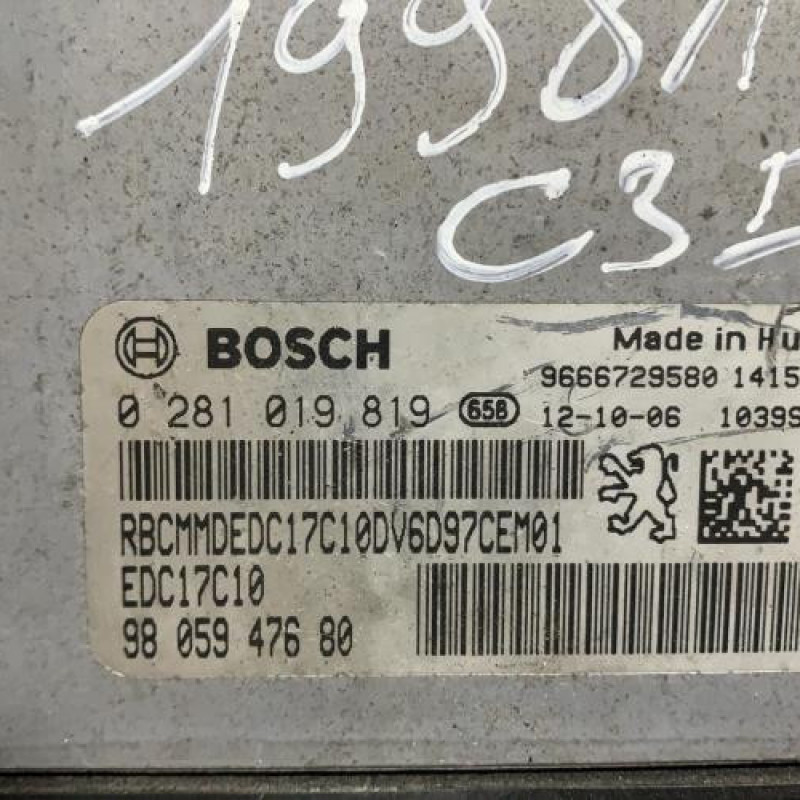 1998
C3
BOSCH
Made in Hu
9666729580 1415
0 281 019 819 658 12-10-06 10399
RBCMMDEDC17C10DV6D97CEM01
EDC17C10
98 059 476 80